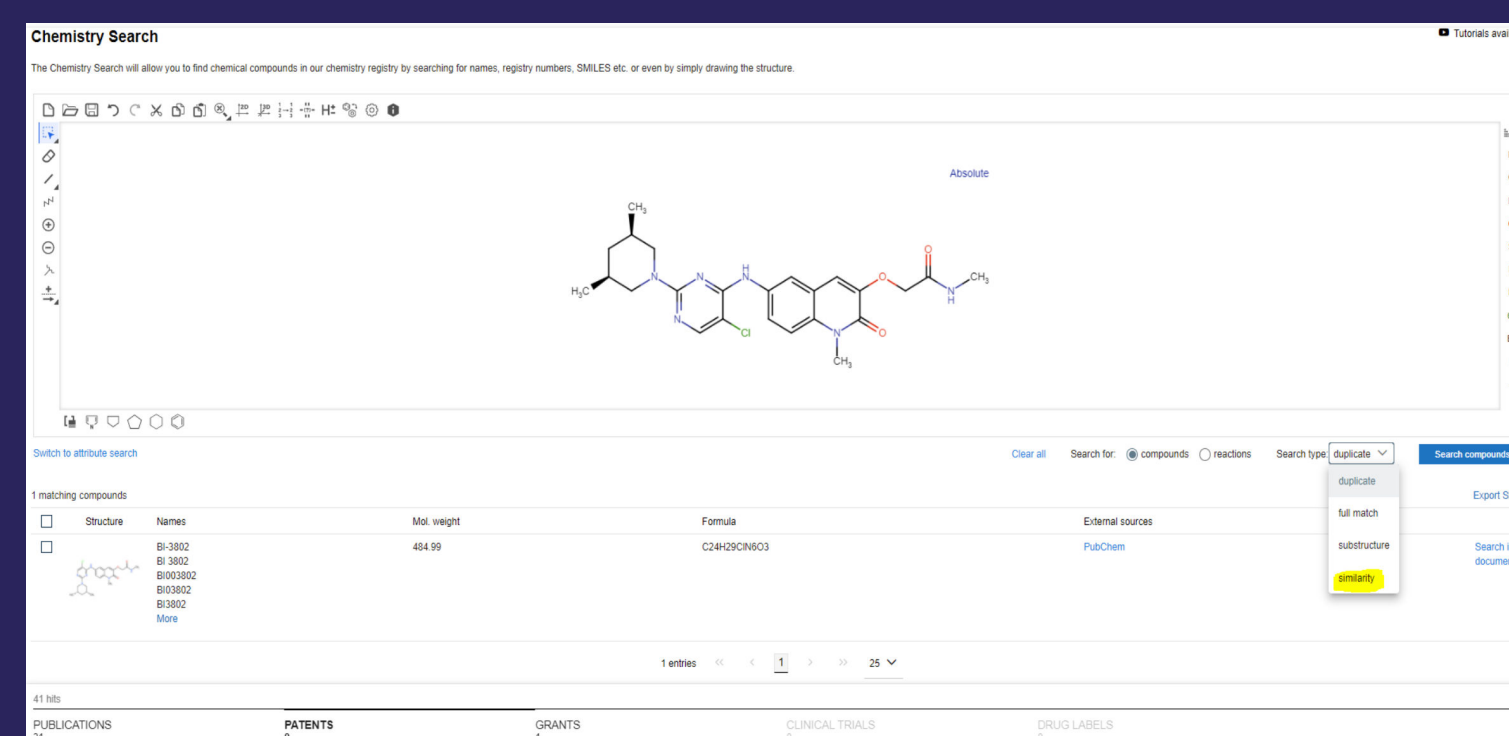 Chemistry Search
Tutorials avai
The Chemistry Search will allow you to find chemical compounds in our chemistry registry by searching for names, registry numbers, SMILES etc. or even by simply drawing the structure.
Absolute
CH3
H3C
N
N
N
H
N
Cl
N
CH3
O
O
O
N
H
CH3
Switch to attribute search
Clear all
Search for: compounds reactions
Search type: duplicate
Search compounds
duplicate
full match
substructure
similarity
1 matching compounds
Export S
Structure Names Mol. weight Formula External sources
BI-3802 484.99 C24H29ClN6O3 PubChem
BI 3802
BI003802
BI03802
BI3802
More
Search i
documen
1 entries 1 25
41 hits
PUBLICATIONS PATENTS GRANTS CLINICAL TRIALS DRUG LABELS